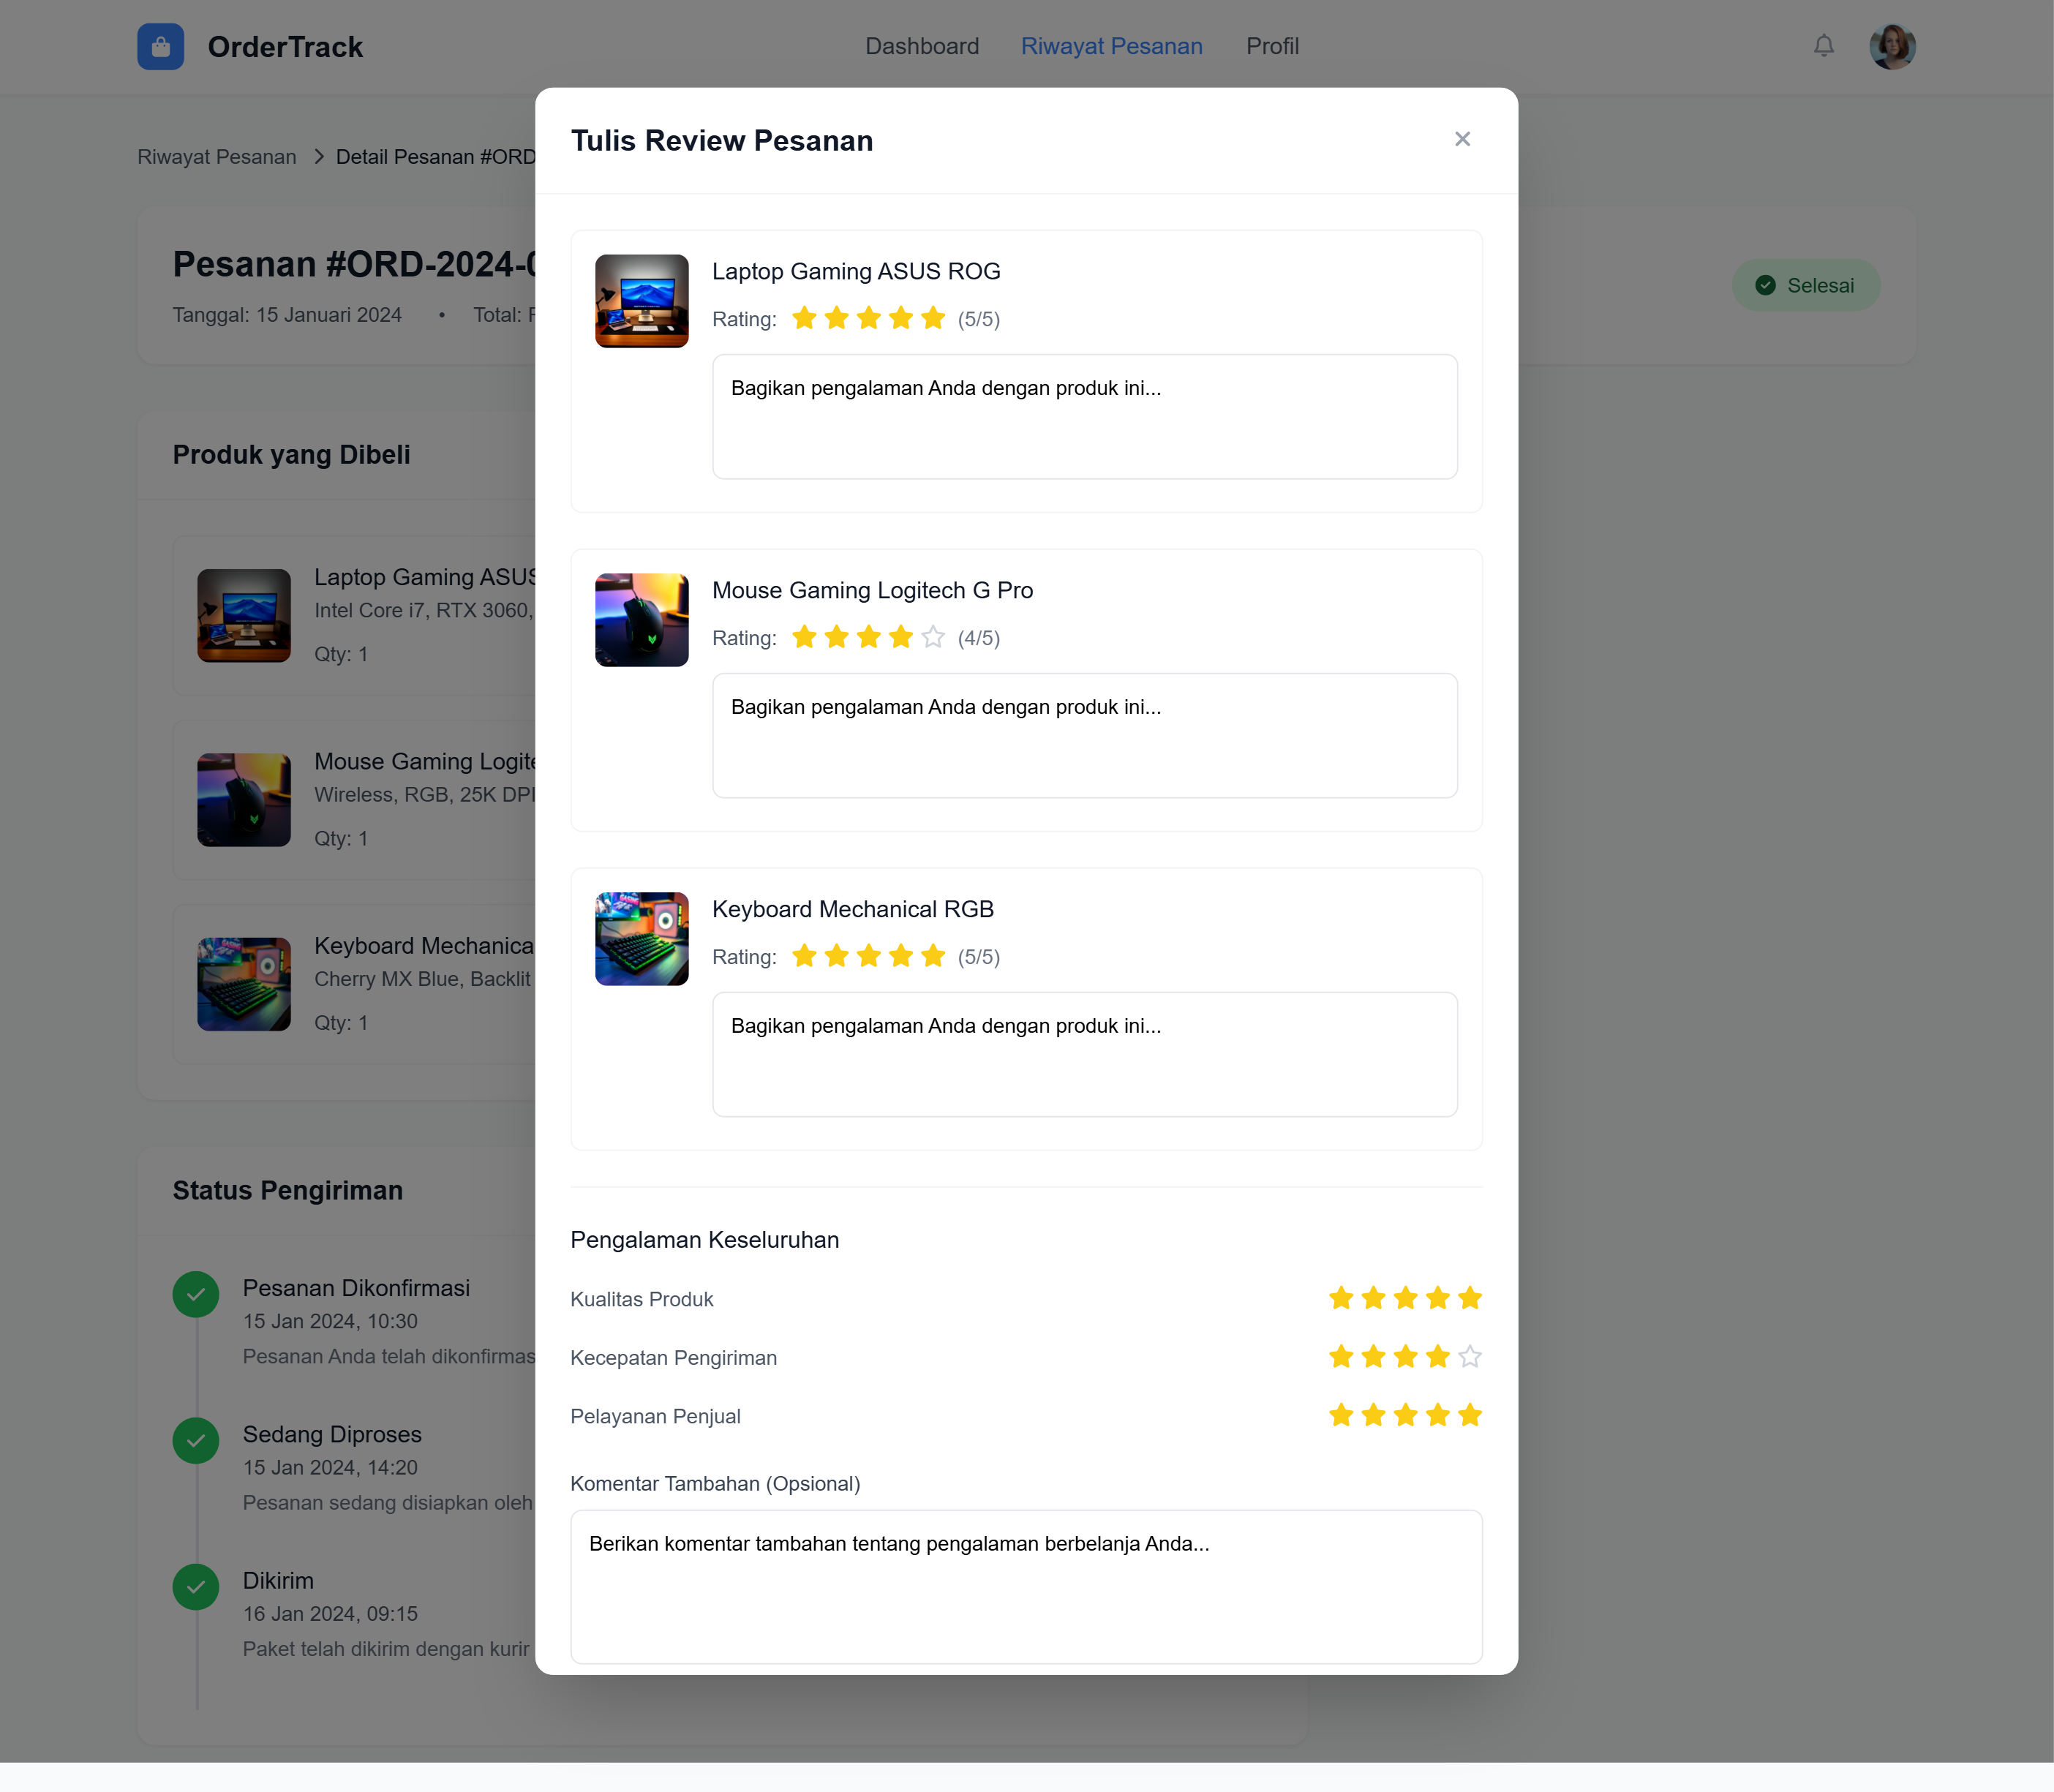 OrderTrack
Dashboard
Riwayat Pesanan
Profil
Riwayat Pesanan
Detail Pesanan #ORD
Pesanan #ORD-2024-
Tanggal: 15 Januari 2024
•
Total:
Selesai
Produk yang Dibeli
Laptop Gaming ASUS
Intel Core i7, RTX 3060,
Qty: 1
Mouse Gaming Logite
Wireless, RGB, 25K DPI
Qty: 1
Keyboard Mechanica
Cherry MX Blue, Backlit
Qty: 1
Status Pengiriman
Pesanan Dikonfirmasi
15 Jan 2024, 10:30
Pesanan Anda telah dikonfirmas
Sedang Diproses
15 Jan 2024, 14:20
Pesanan sedang disiapkan oleh
Dikirim
16 Jan 2024, 09:15
Paket telah dikirim dengan kurir
Tulis Review Pesanan
Laptop Gaming ASUS ROG
Rating: (5/5)
Bagikan pengalaman Anda dengan produk ini...
Mouse Gaming Logitech G Pro
Rating: (4/5)
Bagikan pengalaman Anda dengan produk ini...
Keyboard Mechanical RGB
Rating: (5/5)
Bagikan pengalaman Anda dengan produk ini...
Pengalaman Keseluruhan
Kualitas Produk
Kecepatan Pengiriman
Pelayanan Penjual
Komentar Tambahan (Opsional)
Berikan komentar tambahan tentang pengalaman berbelanja Anda...